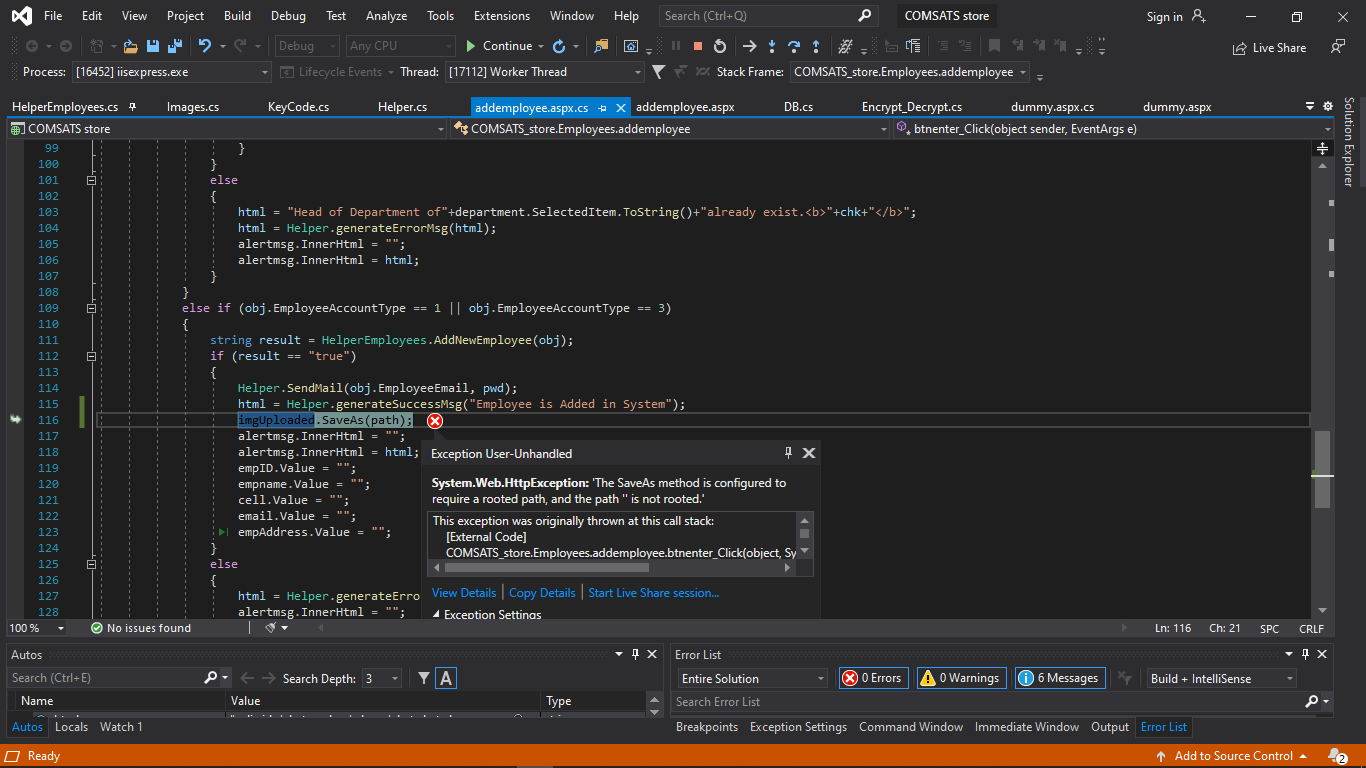 File Edit View Project Build Debug Test Analyze Tools Extensions Window Help Search (Ctrl+Q) COMSATS store Sign in
Debug Any CPU Continue Live Share
Process: [16452] iisexpress.exe Lifecycle Events Thread: [17112] Worker Thread Stack Frame: COMSATS_store.Employees.addemployee
HelperEmployees.cs Images.cs KeyCode.cs Helper.cs addemployee.aspx.cs addemployee.aspx DB.cs Encrypt_Decrypt.cs dummy.aspx.cs dummy.aspx
Solution Explorer
COMSATS store COMSATS_store.Employees.addemployee btnenter_Click(object sender, EventArgs e)
99 }
100 }
101 else
102 {
103 html = "Head of Department of"+department.SelectedItem.ToString()+"already exist.<b>"+chk+"</b>";
104 html = Helper.generateErrorMsg(html);
105 alertmsg.InnerHtml = "";
106 alertmsg.InnerHtml = html;
107 }
108 }
109 else if (obj.EmployeeAccountType == 1 || obj.EmployeeAccountType == 3)
110 {
111 string result = HelperEmployees.AddNewEmployee(obj);
112 if (result == "true")
113 {
114 Helper.SendMail(obj.EmployeeEmail, pwd);
115 html = Helper.generateSuccessMsg("Employee is Added in System");
116 imgUploaded.SaveAs(path);
117 alertmsg.InnerHtml = "";
118 alertmsg.InnerHtml = html;
119 empID.Value = "";
120 empname.Value = "";
121 cell.Value = "";
122 email.Value = "";
123 empAddress.Value = "";
124 }
125 else
126 {
127 html = Helper.generateErro
128 alertmsg.InnerHtml = "";
Exception User-Unhandled
System.Web.HttpException: 'The SaveAs method is configured to
require a rooted path, and the path '' is not rooted.'
This exception was originally thrown at this call stack:
[External Code]
COMSATS_store.Employees.addemployee.btnenter_Click(object, Sy
View Details Copy Details Start Live Share session...
Exception Settings
100 % No issues found Ln: 116 Ch: 21 SPC CRLF
Autos
Search (Ctrl+E) Search Depth: 3 A
Name Value Type
Autos Locals Watch 1
Error List
Entire Solution 0 Errors 0 Warnings 6 Messages Build + IntelliSense
Search Error List
Breakpoints Exception Settings Command Window Immediate Window Output Error List
Ready Add to Source Control 2